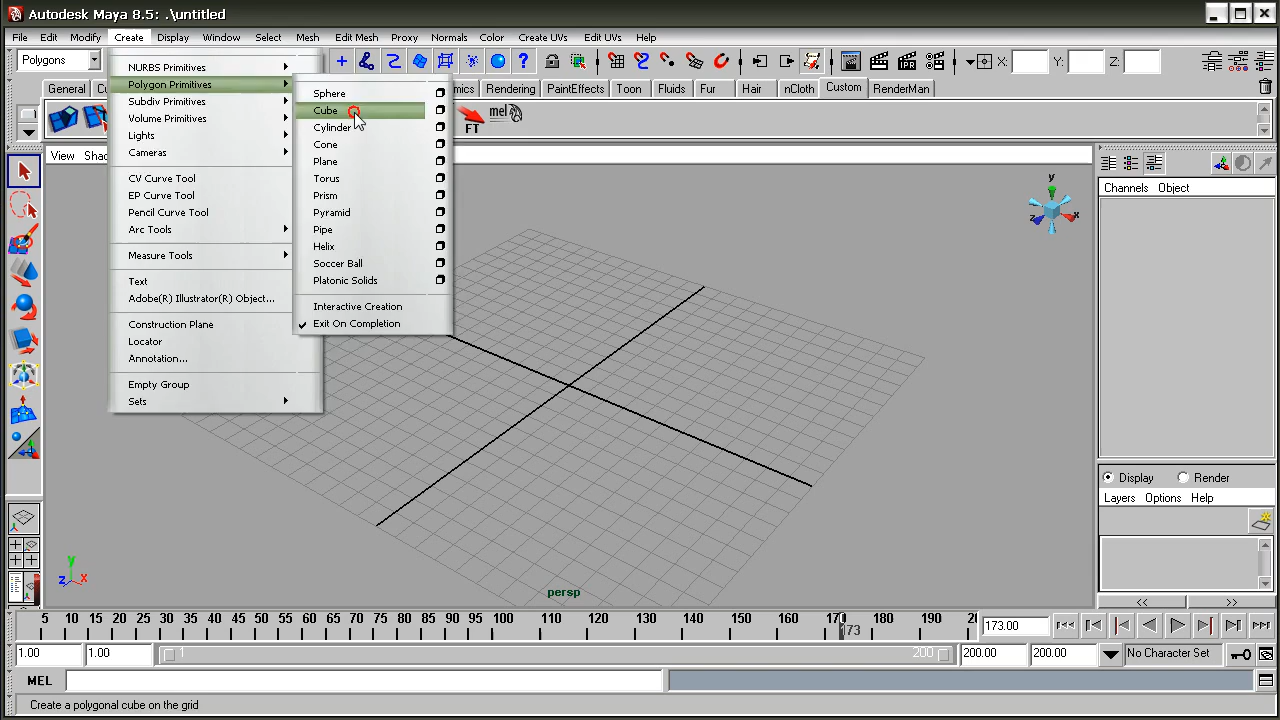 Autodesk Maya 8.5: .\untitled
File Edit Modify Create Display Window Select Mesh Edit Mesh Proxy Normals Color Create UVs Edit UVs Help
Polygons
X: Y: Z:
General
Rendering PaintEffects Toon Fluids Fur Hair nCloth Custom RenderMan
FT
mel
View
NURBS Primitives
Polygon Primitives
Subdiv Primitives
Volume Primitives
Lights
Cameras
CV Curve Tool
EP Curve Tool
Pencil Curve Tool
Arc Tools
Measure Tools
Text
Adobe(R) Illustrator(R) Object...
Construction Plane
Locator
Annotation...
Empty Group
Sets
Sphere
Cube
Cylinder
Cone
Plane
Torus
Prism
Pyramid
Pipe
Helix
Soccer Ball
Platonic Solids
Interactive Creation
Exit On Completion
y
z x
Channels Object
Display Render
Layers Options Help
y
z x
persp
<< >>
5 10 15 20 25 30 35 40 45 50 55 60 65 70 75 80 85 90 100 110 120 130 140 150 160 170 180 190
173
173.00
1.00 1.00 1 200 200.00 200.00 No Character Set
MEL
Create a polygonal cube on the grid